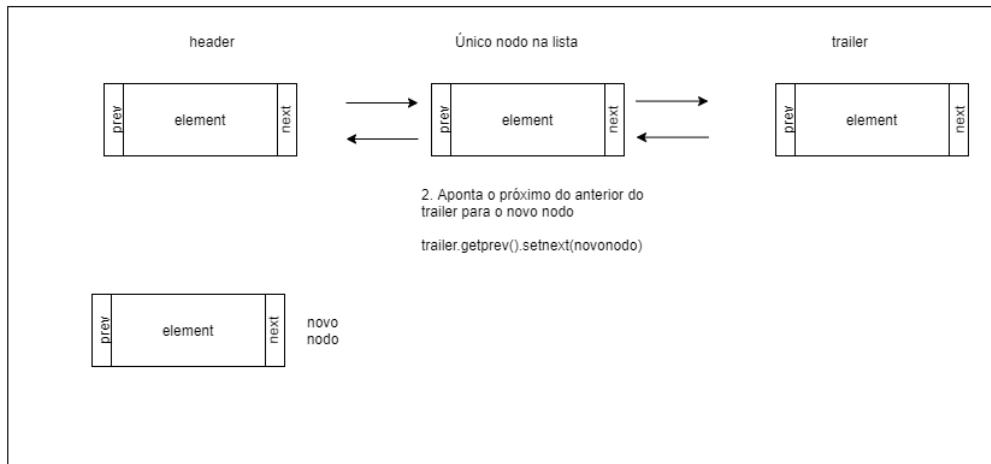 header
Único nodo na lista
trailer
prev
element
next
prev
element
next
prev
element
next
2. Aponta o próximo do anterior do
trailer para o novo nodo
trailer.getprev().setnext(novonodo)
prev
element
next
novo
nodo